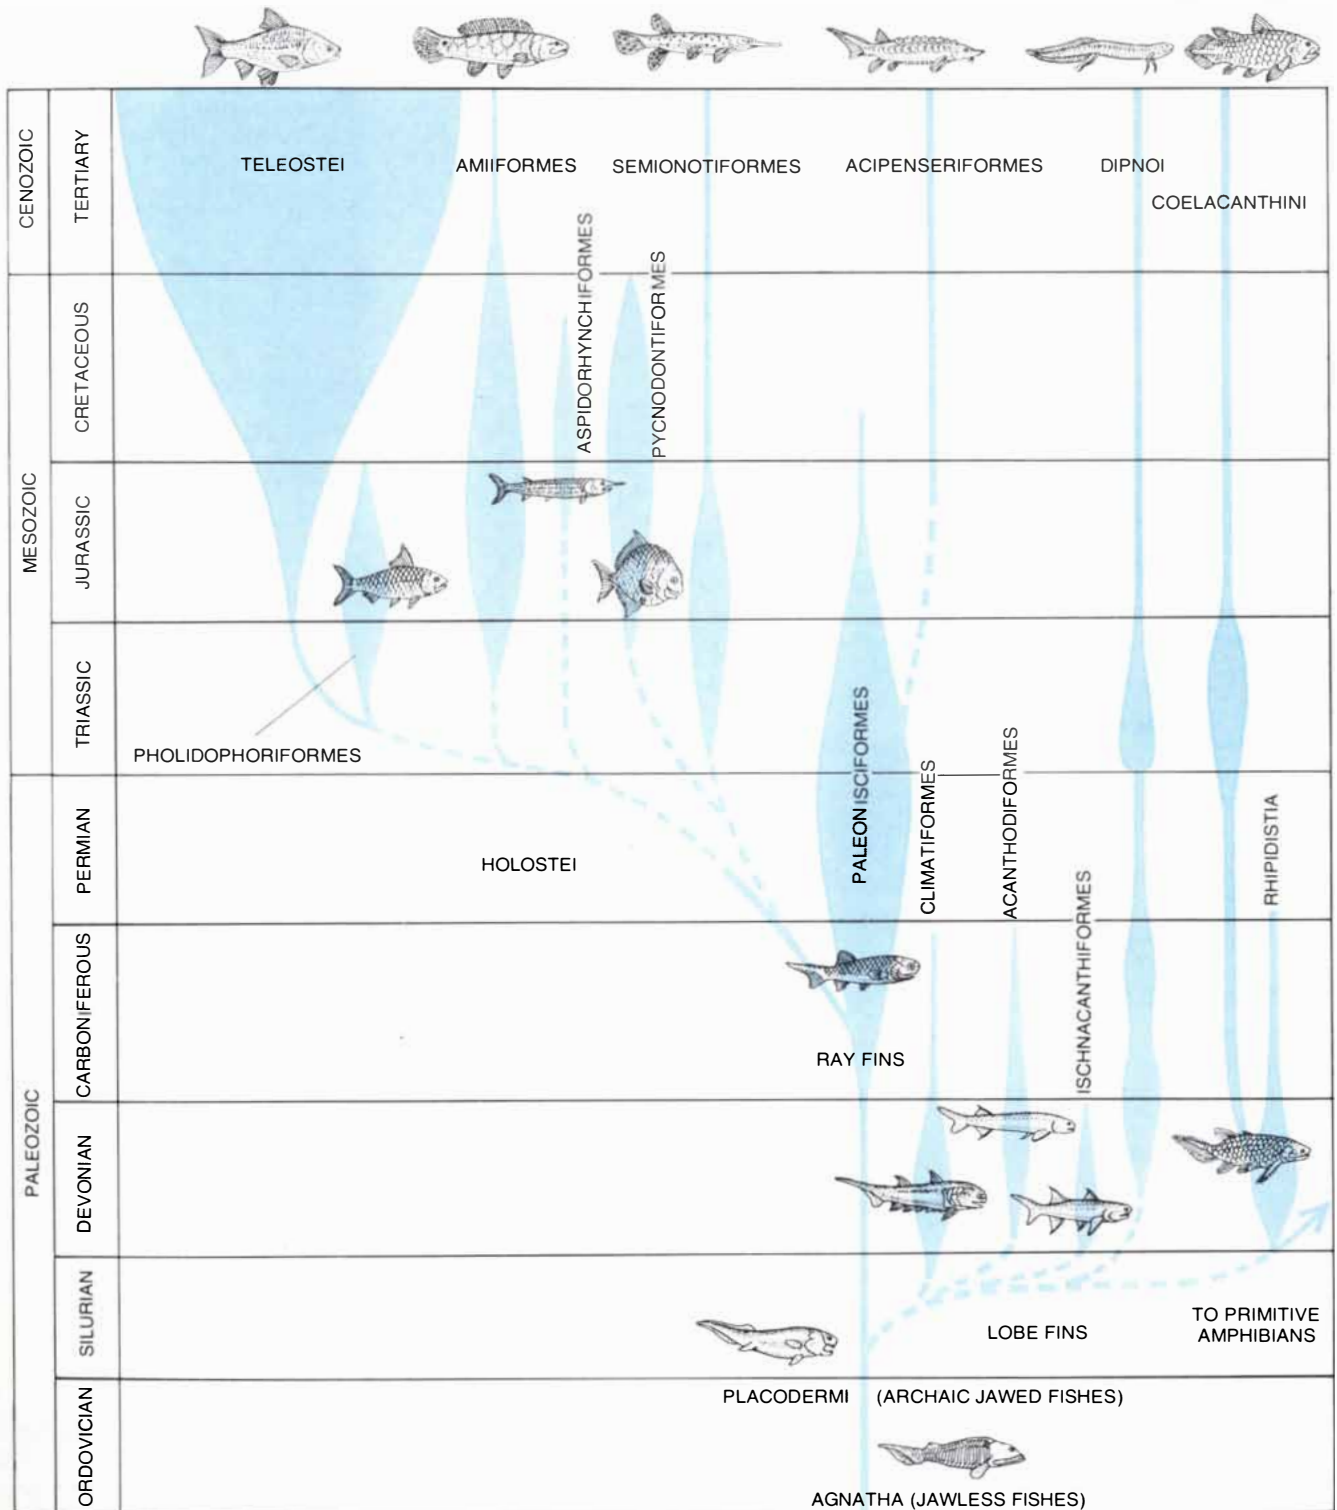 CENOZOIC
TERTIARY
TELEOSTEI
AMIIFORMES
SEMIONOTIFORMES
ACIPENSERIFORMES
DIPNOI
COELACANTHINI
MESOZOIC
CRETACEOUS
ASPIDORHYNCHIFORMES
PYCNODONTIFORMES
JURASSIC
TRIASSIC
PHOLIDOPHORIFORMES
PALEONISCIFORMES
CLIMATIFORMES
ACANTHODIFORMES
PALEOZOIC
PERMIAN
HOLOSTEI
ISCHNACANTHIFORMES
RHIPIDISTIA
CARBONIFEROUS
RAY FINS
DEVONIAN
SILURIAN
LOBE FINS
TO PRIMITIVE
AMPHIBIANS
ORDOVICIAN
PLACODERMI (ARCHAIC JAWED FISHES)
AGNATHA (JAWLESS FISHES)